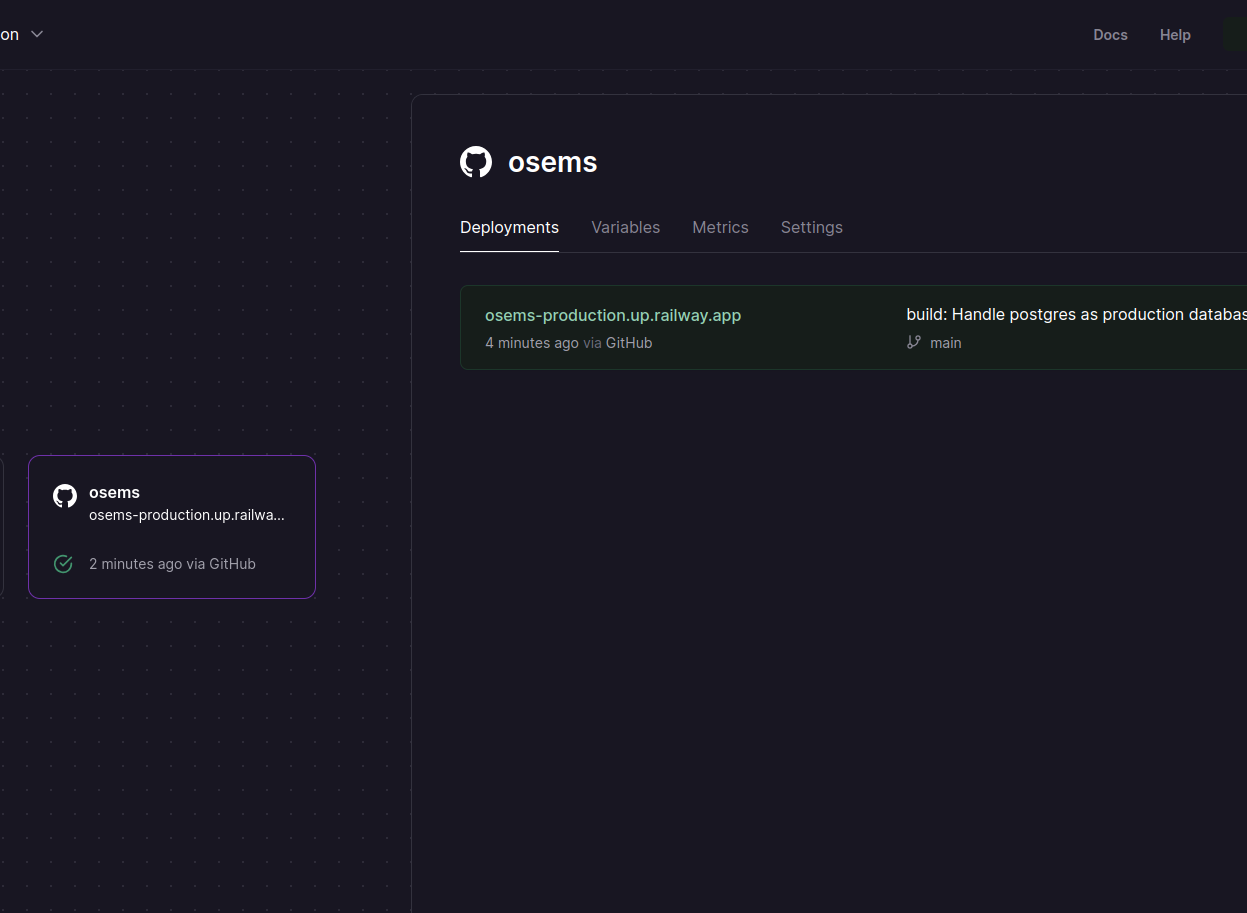 on
Docs Help
osems
Deployments Variables Metrics Settings
osems-production.up.railway.app
4 minutes ago via GitHub
build: Handle postgres as production databas
main
osems
osems-production.up.railwa...
2 minutes ago via GitHub